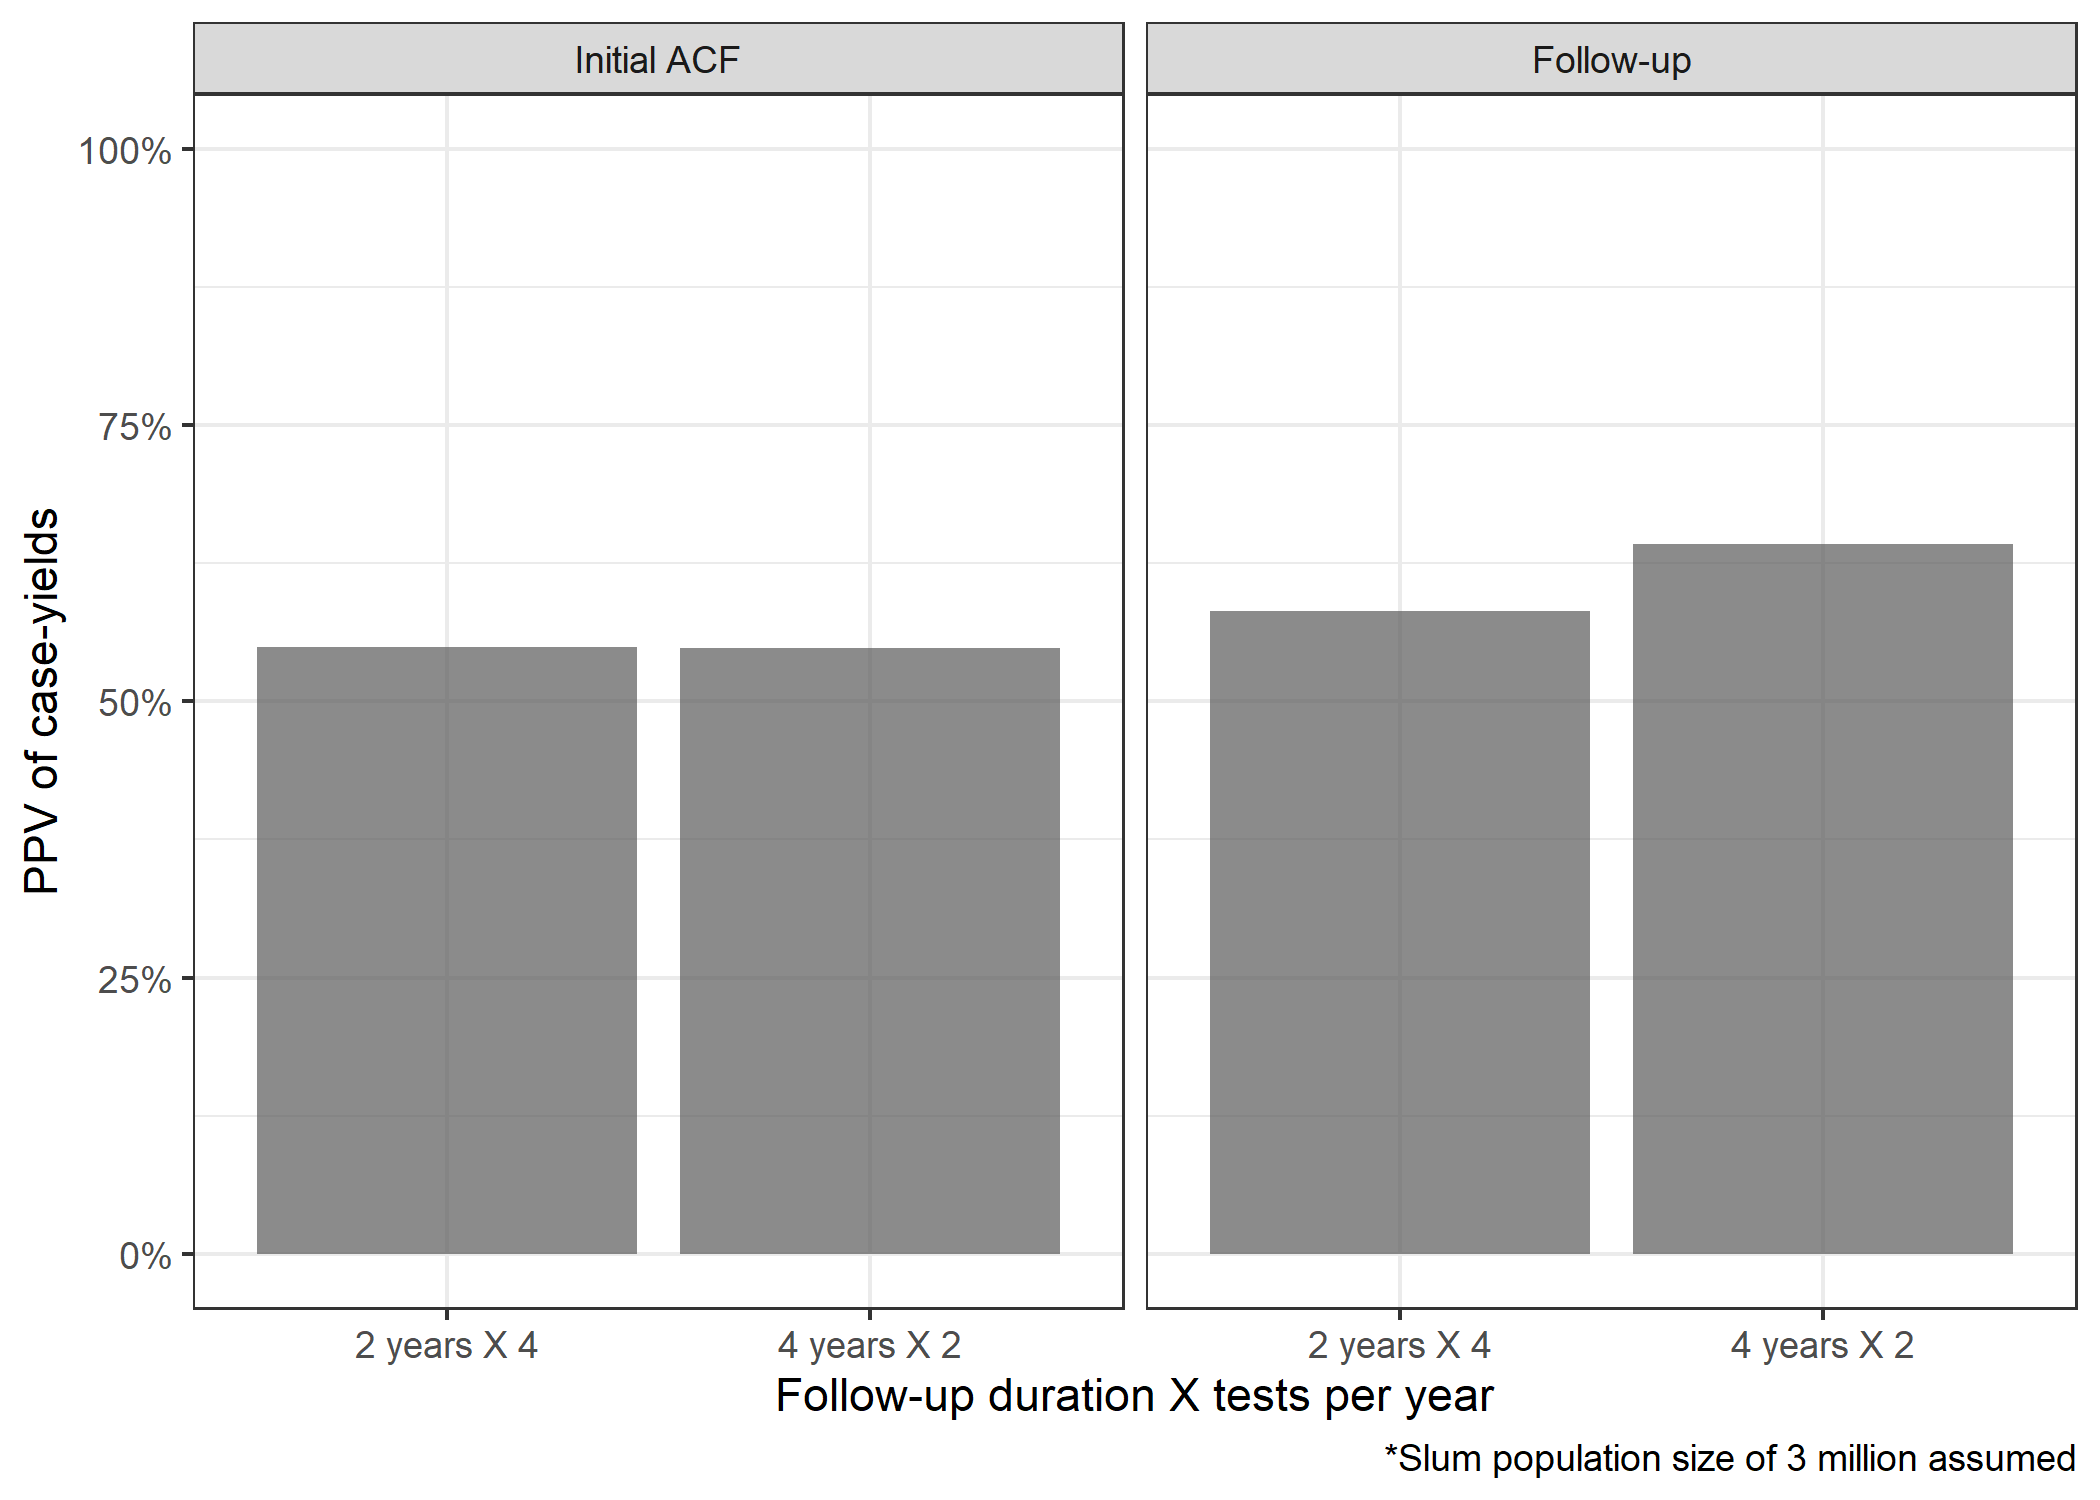 Initial ACF
Follow-up
PPV of case-yields
100%
75%
50%
25%
0%
2 years X 4
4 years X 2
2 years X 4
4 years X 2
Follow-up duration X tests per year
*Slum population size of 3 million assumed